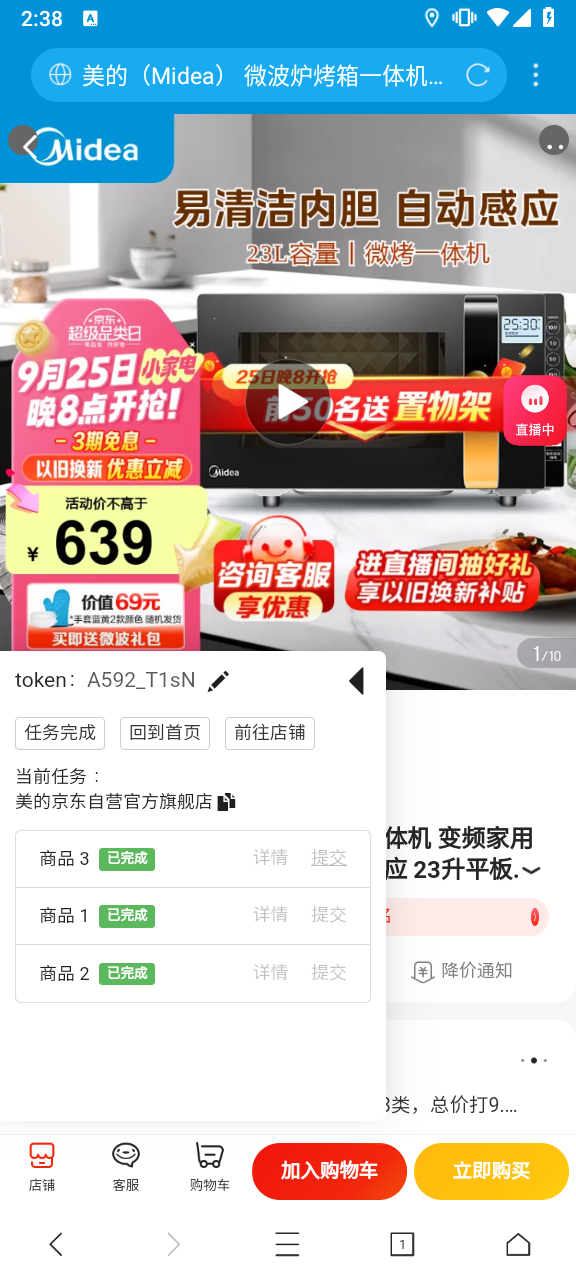 2:38
A
美的（Midea） 微波炉烤箱一体机...
Midea
易清洁内胆 自动感应
23L容量丨微烤一体机
京东
超级品类日
9月25日 小家电
晚8点开抢！
3期免息
以旧换新 优惠立减
25日晚8开抢
前50名送 置物架
25:30
直播中
Midea
活动价不高于
¥ 639
价值69元
*手套蓝黄2款颜色 随机发货
买即送微波礼包
咨询客服
享优惠
进直播间抽好礼
享以旧换新补贴
1/10
token： A592_T1sN
任务完成 回到首页 前往店铺
当前任务：
美的京东自营官方旗舰店
商品 3 已完成 详情 提交
商品 1 已完成 详情 提交
商品 2 已完成 详情 提交
体机 变频家用
应 23升平板.
降价通知
类，总价打9....
店铺 客服 购物车 加入购物车 立即购买
1